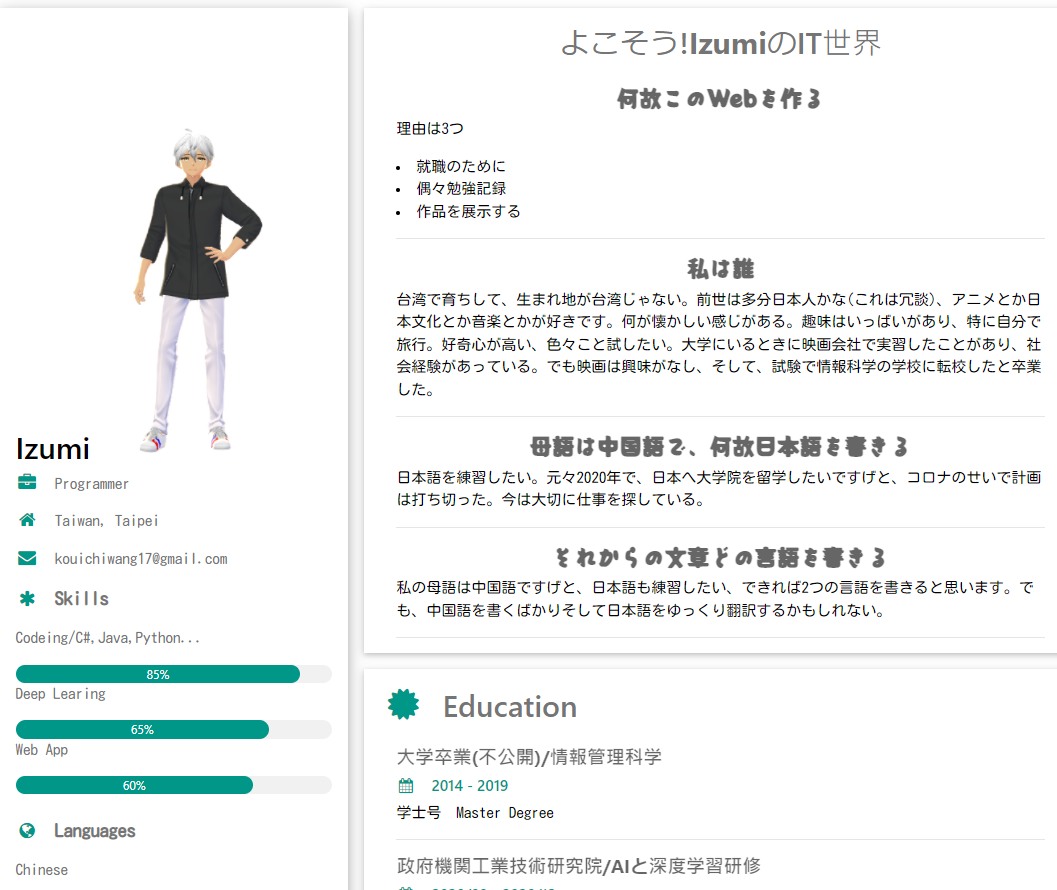 Izumi
Programmer
Taiwan, Taipei
kouichiwang17@gmail.com
Skills
Codeing/C#,Java,Python...
85%
Deep Learing
65%
Web App
60%
Languages
Chinese
よこそう!IzumiのIT世界
何故このWebを作る
理由は3つ
• 就職のために
• 偶々勉強記録
• 作品を展示する
私は誰
台湾で育ちして、生まれ地が台湾じゃない。前世は多分日本人かな(これは冗談)、アニメとか日
本文化とか音楽とかが好きです。何が懐かしい感じがある。趣味はいっぱいがあり、特に自分で
旅行。好奇心が高い、色々こと試したい。大学にいるときに映画会社で実習したことがあり、社
会経験があっている。でも映画は興味がなし、そして、試験で情報科学の学校に転校したと卒業
した。
母語は中国語で、何故日本語を書きる
日本語を練習したい。元々2020年で、日本へ大学院を留学したいですげと、コロナのせいで計画
は打ち切った。今は大切に仕事を探している。
それからの文章どの言語を書きる
私の母語は中国語ですげと、日本語も練習したい、できれば2つの言語を書きると思います。で
も、中国語を書くばかりそして日本語をゆっくり翻訳するかもしれない。
Education
大学卒業(不公開)/情報管理科学
2014 - 2019
学士号 Master Degree
政府機関工業技術研究院/AIと深度学習研修